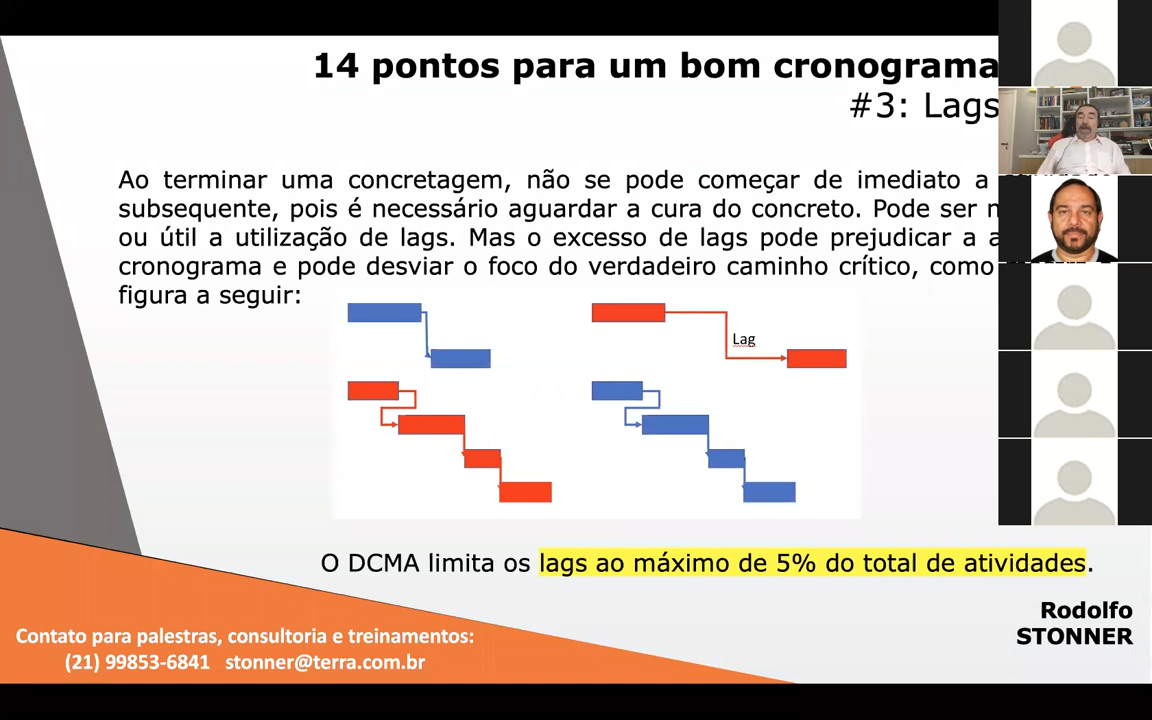 14 pontos para um bom cronograma
#3: Lags
Ao terminar uma concretagem, não se pode começar de imediato a
subsequente, pois é necessário aguardar a cura do concreto. Pode ser
ou útil a utilização de lags. Mas o excesso de lags pode prejudicar a
cronograma e pode desviar o foco do verdadeiro caminho crítico, como
figura a seguir:
Lag
O DCMA limita os lags ao máximo de 5% do total de atividades.
Rodolfo
STONNER
Contato para palestras, consultoria e treinamentos:
(21) 99853-6841 stonner@terra.com.br